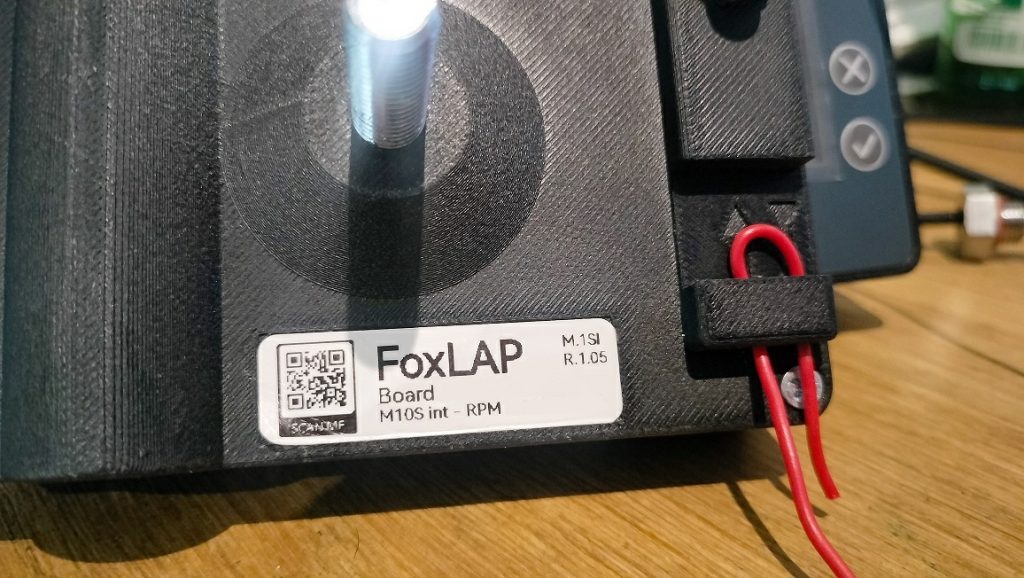 FoxLAP
Board
M10S int - RPM
M.1SI
R.1.05
SCAN ME